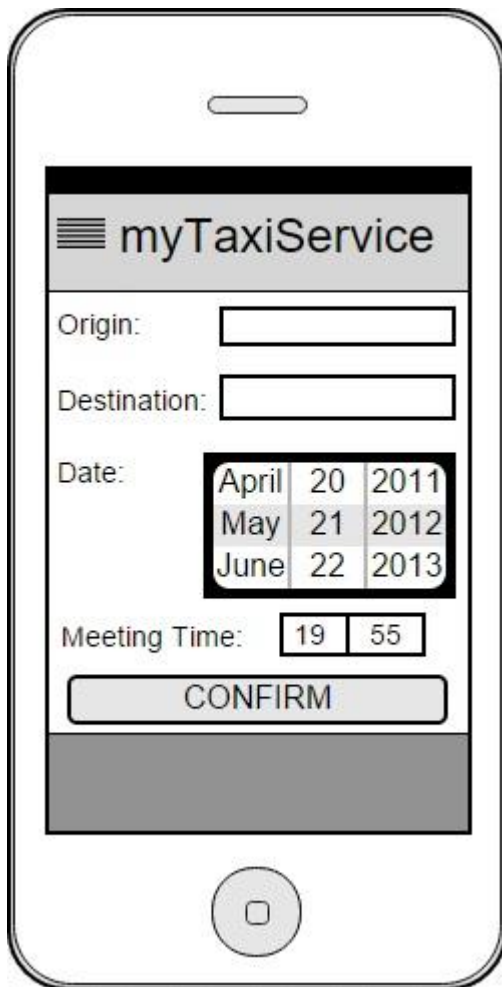 myTaxiService
Origin:
Destination:
Date:
April 20 2011
May 21 2012
June 22 2013
Meeting Time: 19 55
CONFIRM